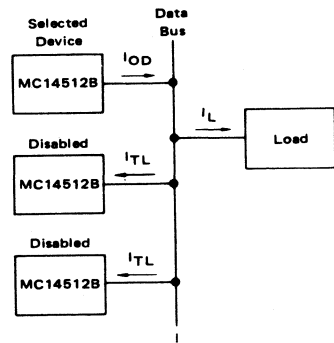 Selected
Device
Data
Bus
MC14512B
IOD
IL
Load
Disabled
MC14512B
ITL
Disabled
MC14512B
ITL